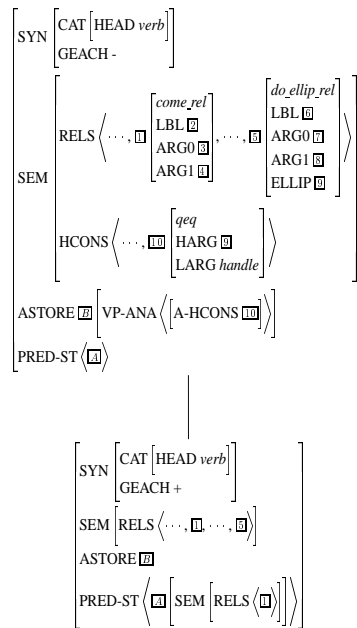 SYN [CAT [HEAD verb]
GEACH -]
SEM [RELS ⟨ ⋯, 1 [come_rel
LBL 2
ARG0 3
ARG1 4], ⋯, 5 [do_ellip_rel
LBL 6
ARG0 7
ARG1 8
ELLIP 9] ⟩
HCONS ⟨ ⋯, 10 [qeq
HARG 9
LARG handle] ⟩]
ASTORE B [VP-ANA ⟨[A-HCONS 10]⟩]
PRED-ST ⟨A⟩
SYN [CAT [HEAD verb]
GEACH +]
SEM [RELS ⟨ ⋯, 1, ⋯, 5 ⟩]
ASTORE B
PRED-ST ⟨ A [SEM [RELS ⟨1⟩]] ⟩